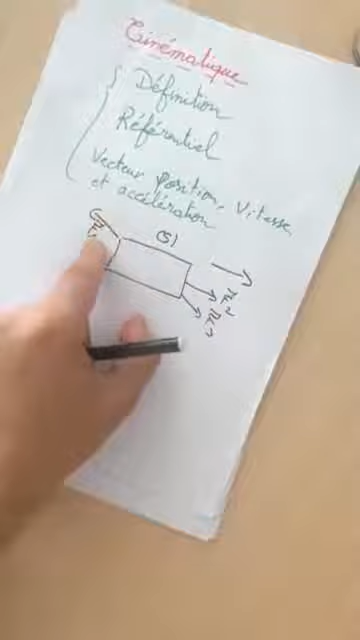 Cinématique
Définition
Référentiel
Vecteur position, vitesse
et accélération
(S)